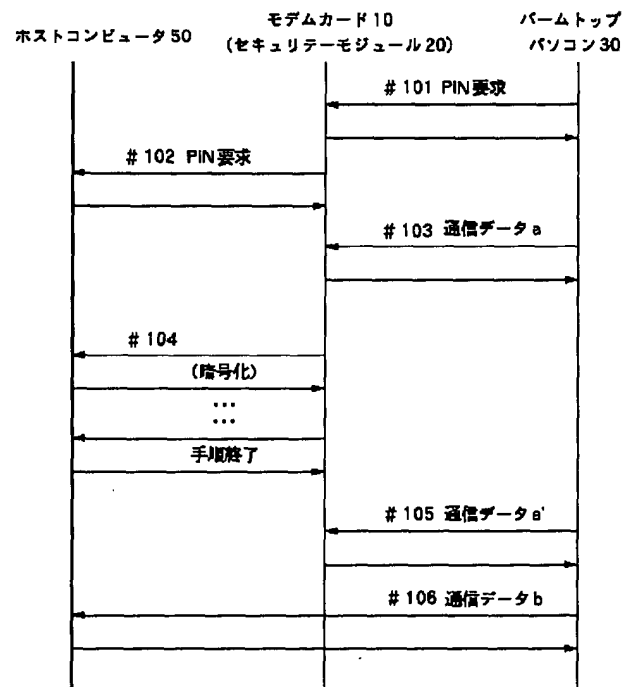 ホストコンピュータ50
モデムカード10
(セキュリテーモジュール20)
パームトップ
パソコン30
#101 PIN要求
#102 PIN要求
#103 通信データa
#104
(暗号化)
...
...
手順終了
#105 通信データa'
#106 通信データb